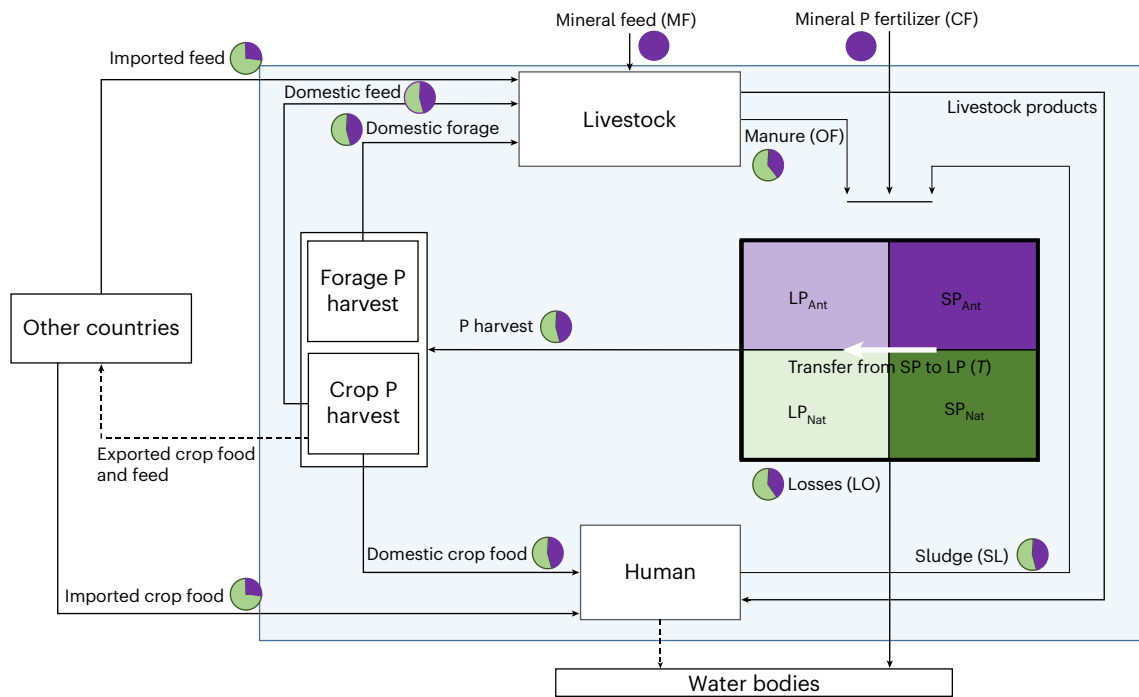 Mineral feed (MF)
Mineral P fertilizer (CF)
Imported feed
Domestic feed
Domestic forage
Livestock
Livestock products
Manure (OF)
Forage P
harvest
Other countries
P harvest
LP Ant
SP Ant
Transfer from SP to LP (T)
Crop P
harvest
LP Nat
SP Nat
Exported crop food
and feed
Losses (LO)
Domestic crop food
Human
Sludge (SL)
Imported crop food
Water bodies